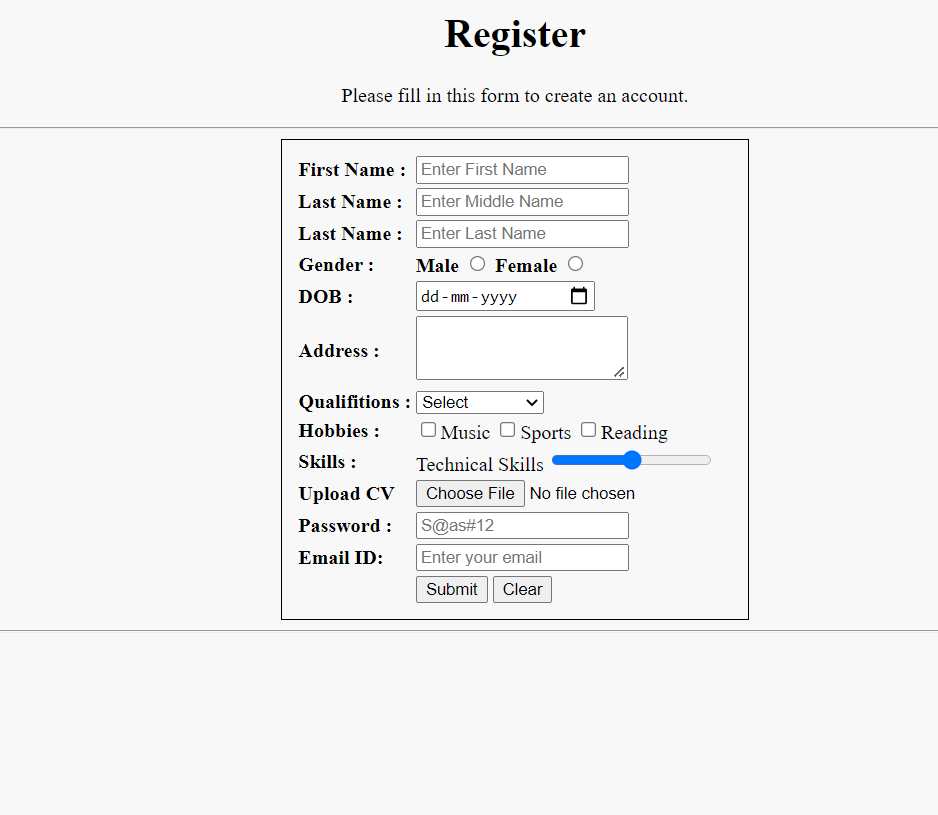 Register
Please fill in this form to create an account.
First Name : Enter First Name
Last Name : Enter Middle Name
Last Name : Enter Last Name
Gender : Male Female
DOB : dd-mm-yyyy
Address :
Qualifitions : Select
Hobbies : Music Sports Reading
Skills : Technical Skills
Upload CV Choose File No file chosen
Password : S@as#12
Email ID: Enter your email
Submit Clear